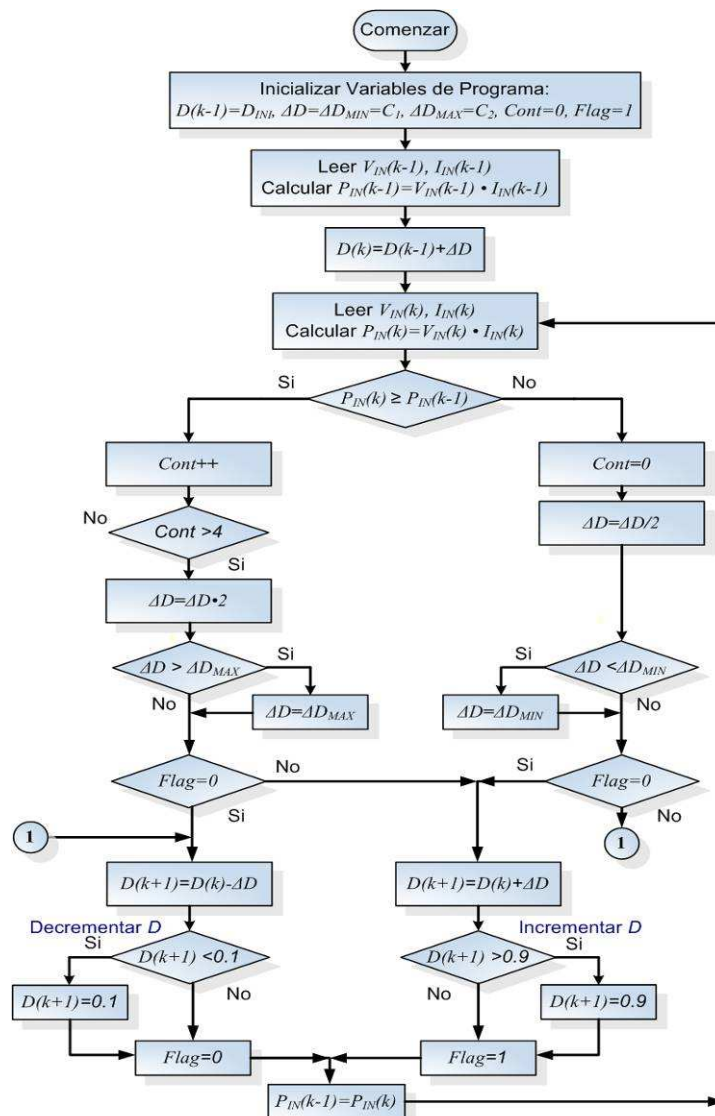 Comenzar
Inicializar Variables de Programa:
D(k-1)=D_INI, ΔD=ΔD_MIN=C_1, ΔD_MAX=C_2, Cont=0, Flag=1
Leer V_IN(k-1), I_IN(k-1)
Calcular P_IN(k-1)=V_IN(k-1) • I_IN(k-1)
D(k)=D(k-1)+ΔD
Leer V_IN(k), I_IN(k)
Calcular P_IN(k)=V_IN(k) • I_IN(k)
Si
No
P_IN(k) ≥ P_IN(k-1)
Cont++
Cont=0
No
Cont >4
Si
ΔD=ΔD/2
ΔD=ΔD•2
ΔD > ΔD_MAX
Si
No
ΔD=ΔD_MAX
Si
ΔD <ΔD_MIN
No
ΔD=ΔD_MIN
Flag=0
No
Si
Si
Flag=0
No
1
1
D(k+1)=D(k)-ΔD
D(k+1)=D(k)+ΔD
Decrementar D
Incrementar D
Si
D(k+1) <0.1
No
D(k+1)=0.1
D(k+1) >0.9
Si
No
D(k+1)=0.9
Flag=0
Flag=1
P_IN(k-1)=P_IN(k)